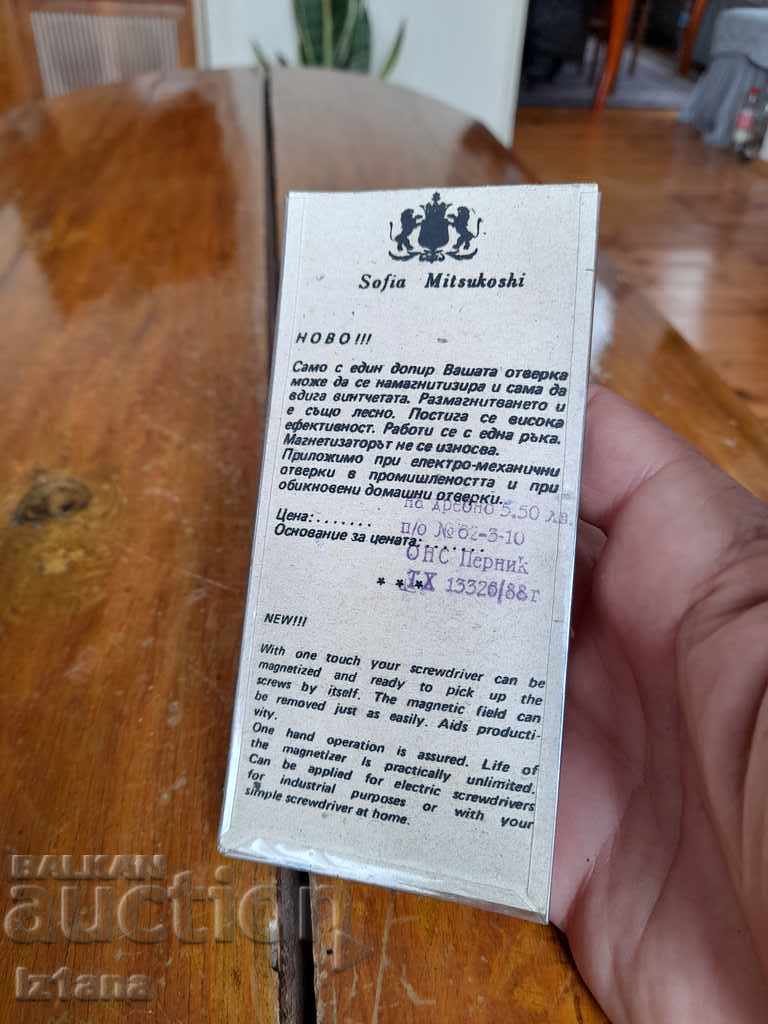 Sofia Mitsukoshi
НОВО!!!
Само с един допир Вашата отверка
може да се намагнитизира и сама да
вдига винтчетата. Размагнитването и
е също лесно. Постига се висока
ефективност. Работи се с една ръка.
Магнетизаторът не се износва.
Приложимо при електро-механични
отверки в промишлеността и при
обикновени домашни отверки.
на дребно 5.50 лв.
Цена:.......
п/о № 62-3-10
Основание за цената:.......
ОНС Перник
* * *
IX 13326/88 г
NEW!!!
With one touch your screwdriver can be
magnetized and ready to pick up the
screws by itself. The magnetic field can
be removed just as easily. Aids producti-
vity.
One hand operation is assured. Life of
the magnetizer is practically unlimited.
Can be applied for electric screwdrivers
for industrial purposes or with your
simple screwdriver at home.
BALKAN
auction
Iz1ana